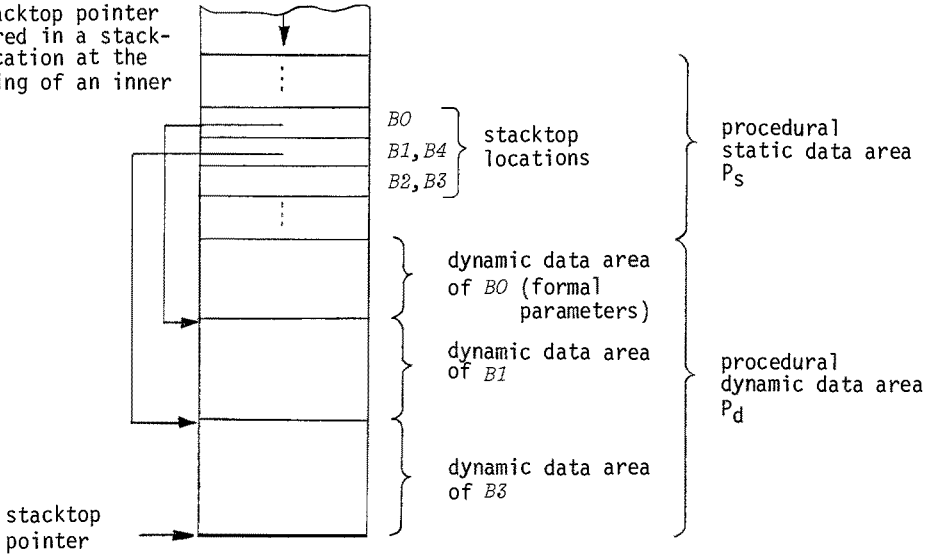 acktop pointer
red in a stack-
cation at the
ng of an inner
B0
B1,B4
B2,B3
stacktop
locations
procedural
static data area
Ps
dynamic data area
of B0 (formal
parameters)
dynamic data area
of B1
procedural
dynamic data area
Pd
dynamic data area
of B3
stacktop
pointer